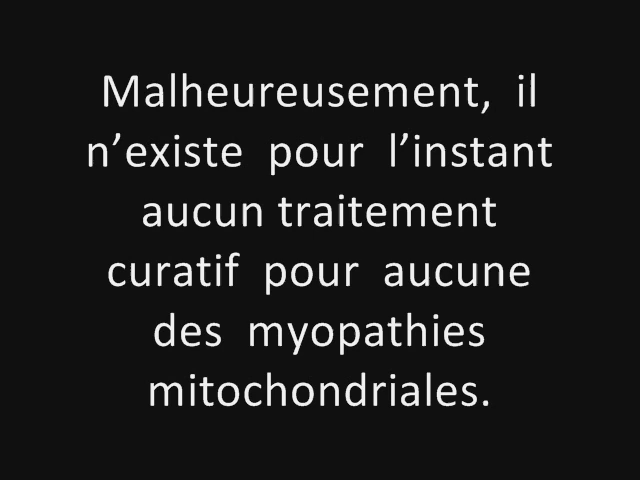 Malheureusement, il
n’existe pour l’instant
aucun traitement
curatif pour aucune
des myopathies
mitochondriales.